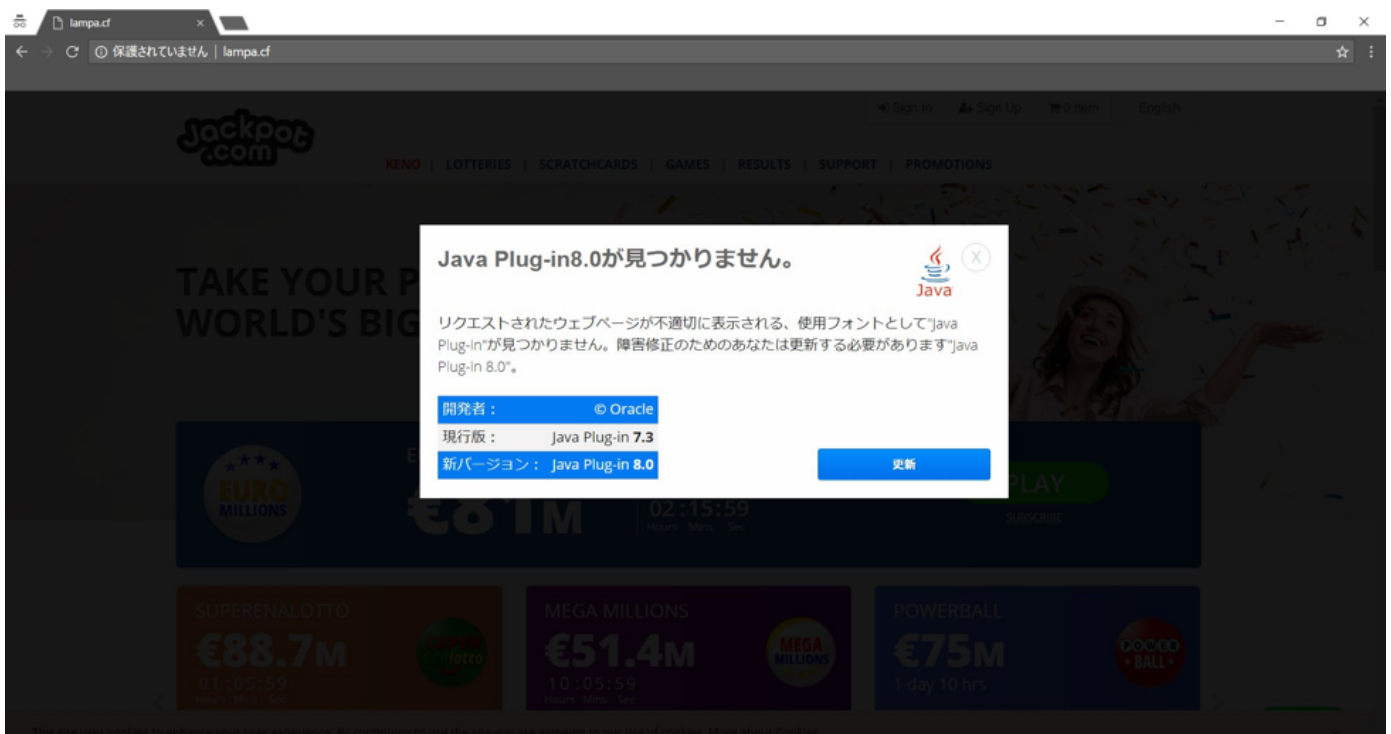 lampa.cf
保護されていません | lampa.cf
Sign In Sign Up 0 Item English
Jackpot
.com
KENO | LOTTERIES | SCRATCHCARDS | GAMES | RESULTS | SUPPORT | PROMOTIONS
TAKE YOUR P
WORLD'S BIG
Java Plug-in8.0が見つかりません。
X
Java
リクエストされたウェブページが不適切に表示される、使用フォントとして"Java
Plug-in"が見つかりません。障害修正のためのあなたは更新する必要があります"Java
Plug-in 8.0"。
開発者： © Oracle
現行版： Java Plug-in 7.3
新バージョン： Java Plug-in 8.0
更新
EURO
MILLIONS
E
€81M
02:15:59
Hours Mins Sec
PLAY
SUBSCRIBE
SUPERENALOTTO
€88.7M
01:05:59
Hours Mins Sec
MEGA MILLIONS
€51.4M
10:05:59
Hours Mins Sec
MEGA
MILLIONS
POWERBALL
€75M
1 day 10 hrs
POWER
BALL